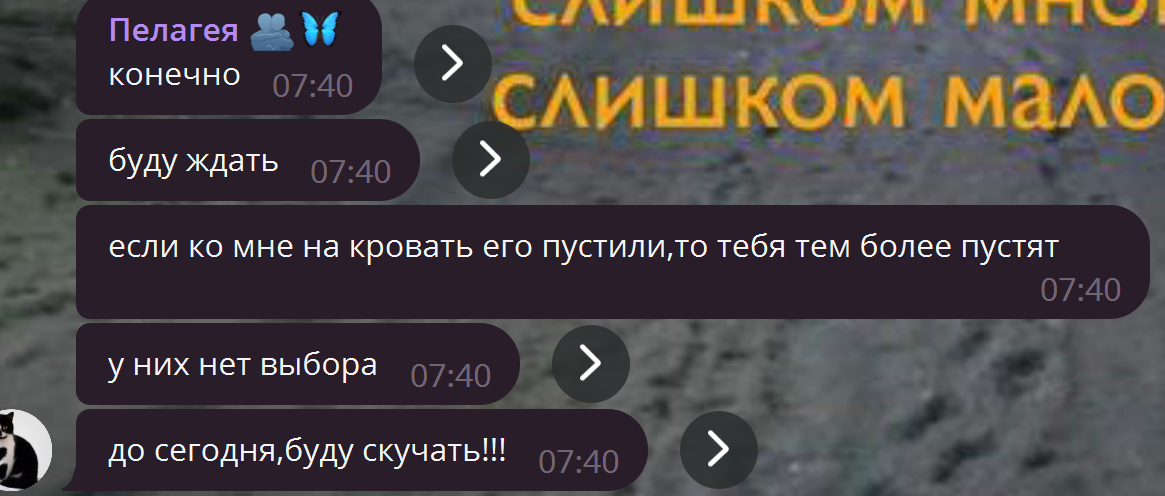 слишком мно
Пелагея 🫂🦋
конечно 07:40
слишком мало
буду ждать 07:40
если ко мне на кровать его пустили,то тебя тем более пустят
07:40
у них нет выбора 07:40
до сегодня,буду скучать!!! 07:40